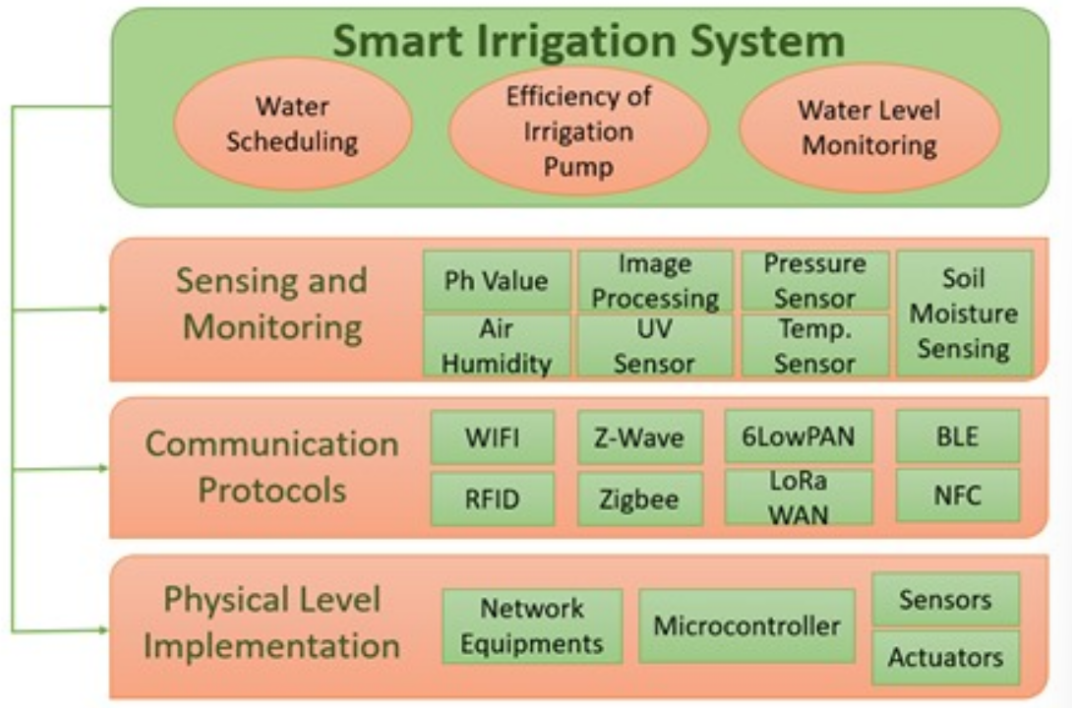 Smart Irrigation System
Water
Scheduling
Efficiency of
Irrigation
Pump
Water Level
Monitoring
Sensing and
Monitoring
Ph Value
Image
Processing
Pressure
Sensor
Soil
Moisture
Sensing
Air
Humidity
UV
Sensor
Temp.
Sensor
Communication
Protocols
WIFI
Z-Wave
6LowPAN
BLE
RFID
Zigbee
LoRa
WAN
NFC
Physical Level
Implementation
Network
Equipments
Microcontroller
Sensors
Actuators